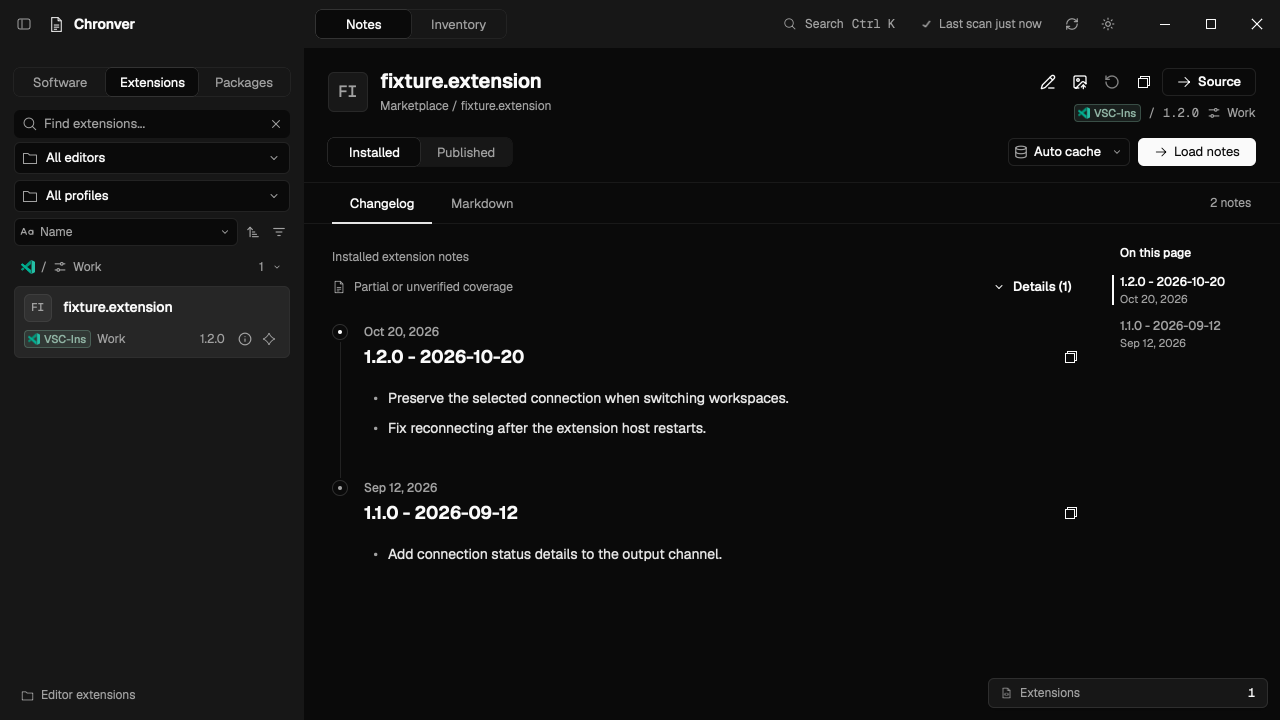 Chronver
Notes
Inventory
Search Ctrl K
Last scan just now
Software
Extensions
Packages
Find extensions...
All editors
All profiles
Aa Name
/ Work
1
FI
fixture.extension
VSC-Ins
Work
1.2.0
Editor extensions
FI
fixture.extension
Marketplace / fixture.extension
Source
VSC-Ins / 1.2.0 Work
Installed
Published
Auto cache
Load notes
Changelog
Markdown
2 notes
Installed extension notes
Partial or unverified coverage
Details (1)
Oct 20, 2026
1.2.0 - 2026-10-20
• Preserve the selected connection when switching workspaces.
• Fix reconnecting after the extension host restarts.
Sep 12, 2026
1.1.0 - 2026-09-12
• Add connection status details to the output channel.
On this page
1.2.0 - 2026-10-20
Oct 20, 2026
1.1.0 - 2026-09-12
Sep 12, 2026
Extensions
1